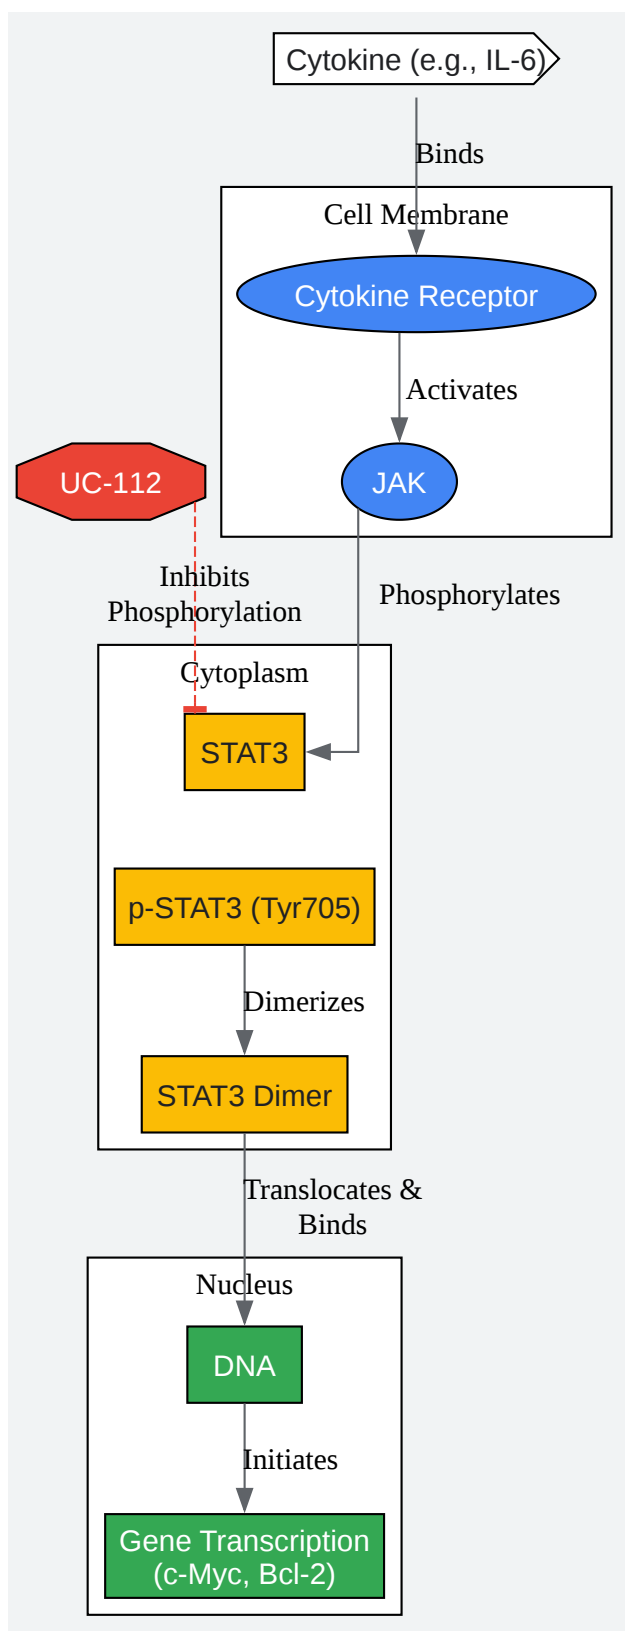 Cytokine (e.g., IL-6)
Binds
Cell Membrane
Cytokine Receptor
Activates
UC-112
JAK
Inhibits
Phosphorylation
Phosphorylates
Cytoplasm
STAT3
p-STAT3 (Tyr705)
Dimerizes
STAT3 Dimer
Translocates &
Binds
Nucleus
DNA
Initiates
Gene Transcription
(c-Myc, Bcl-2)